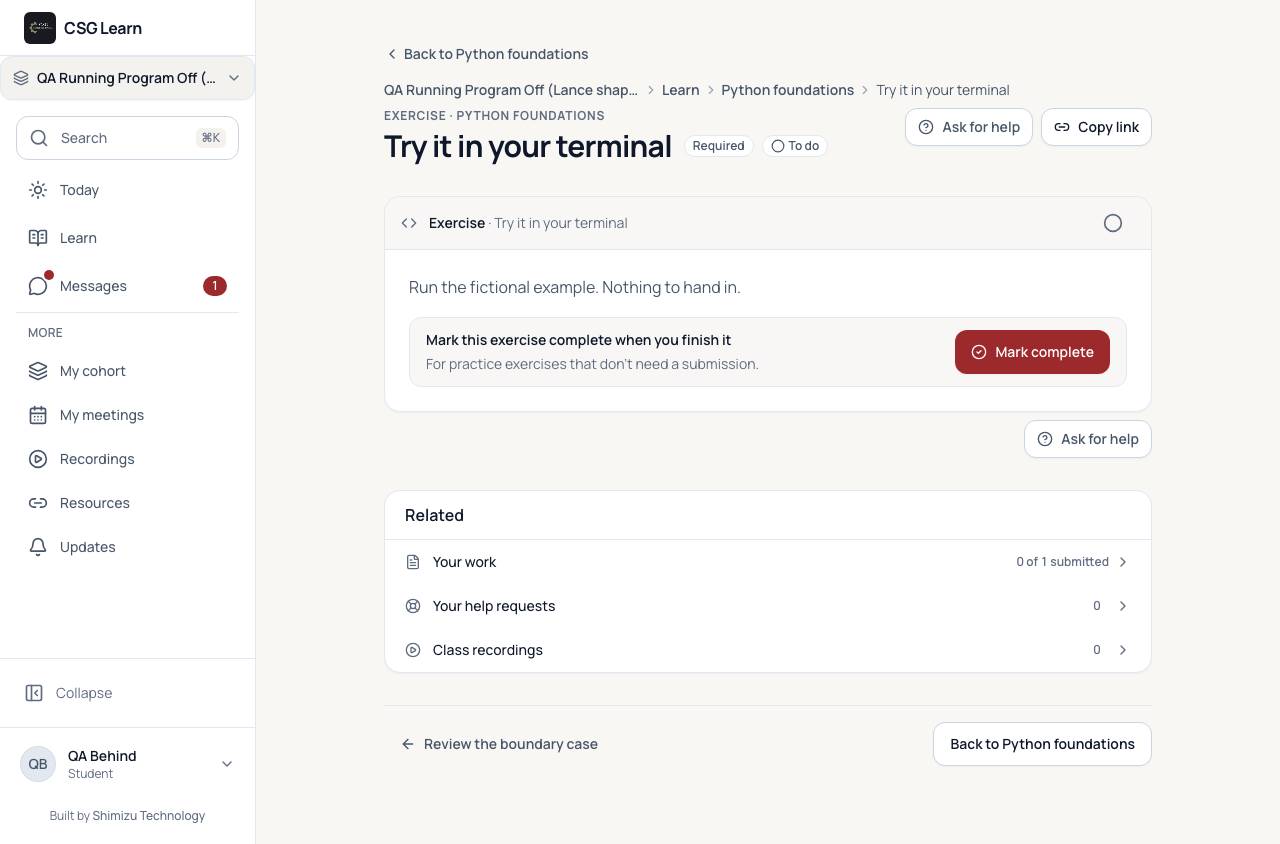 CSG Learn
QA Running Program Off (...
Search ⌘K
Today
Learn
Messages 1
MORE
My cohort
My meetings
Recordings
Resources
Updates
Collapse
QB
QA Behind
Student
Built by Shimizu Technology
Back to Python foundations
QA Running Program Off (Lance shap... Learn Python foundations Try it in your terminal
EXERCISE · PYTHON FOUNDATIONS
Try it in your terminal Required To do
Ask for help Copy link
Exercise · Try it in your terminal
Run the fictional example. Nothing to hand in.
Mark this exercise complete when you finish it
For practice exercises that don't need a submission.
Mark complete
Ask for help
Related
Your work 0 of 1 submitted
Your help requests 0
Class recordings 0
Review the boundary case Back to Python foundations